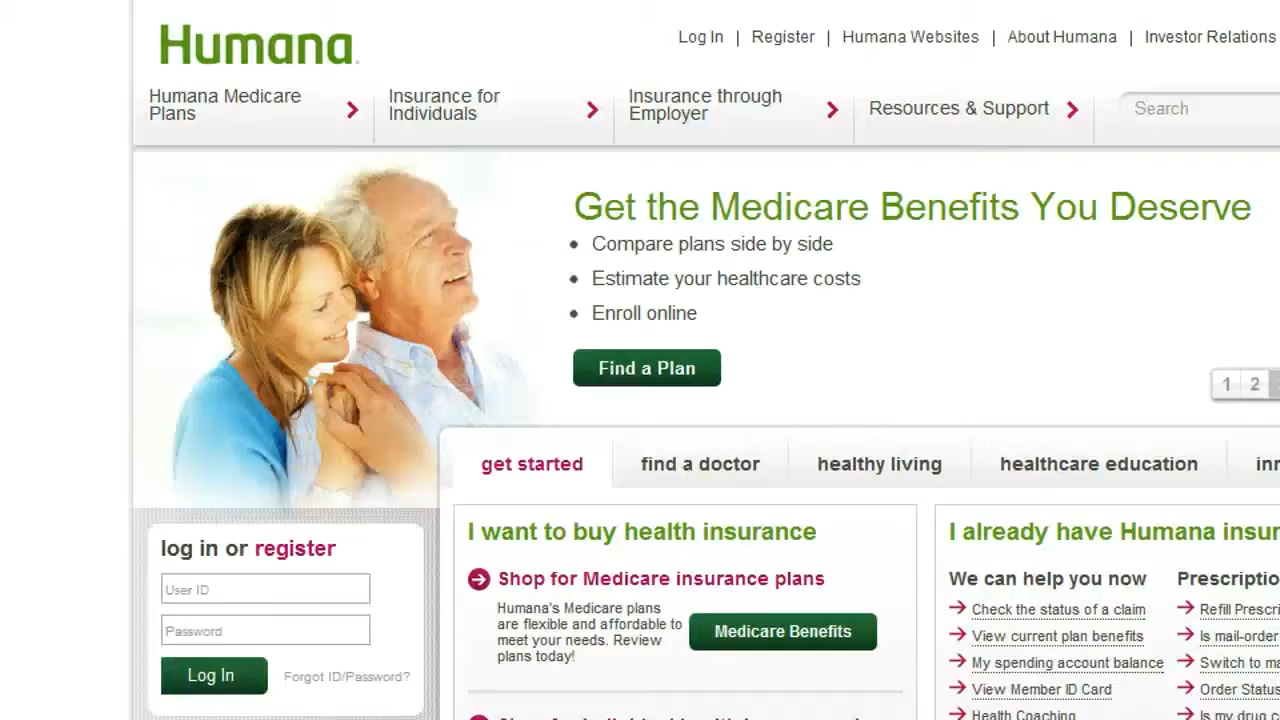 Humana
Log In | Register | Humana Websites | About Humana | Investor Relations
Humana Medicare
Plans
Insurance for
Individuals
Insurance through
Employer
Resources & Support
Search
Get the Medicare Benefits You Deserve
• Compare plans side by side
• Estimate your healthcare costs
• Enroll online
Find a Plan
1 2
get started
find a doctor
healthy living
healthcare education
log in or register
User ID
Password
Log In
Forgot ID/Password?
I want to buy health insurance
Shop for Medicare insurance plans
Humana's Medicare plans
are flexible and affordable to
meet your needs. Review
plans today!
Medicare Benefits
I already have Humana insur
We can help you now
Check the status of a claim
View current plan benefits
My spending account balance
View Member ID Card
Health Coaching
Prescriptio
Refill Prescri
Is mail-order
Switch to ma
Order Status
Is my drug c